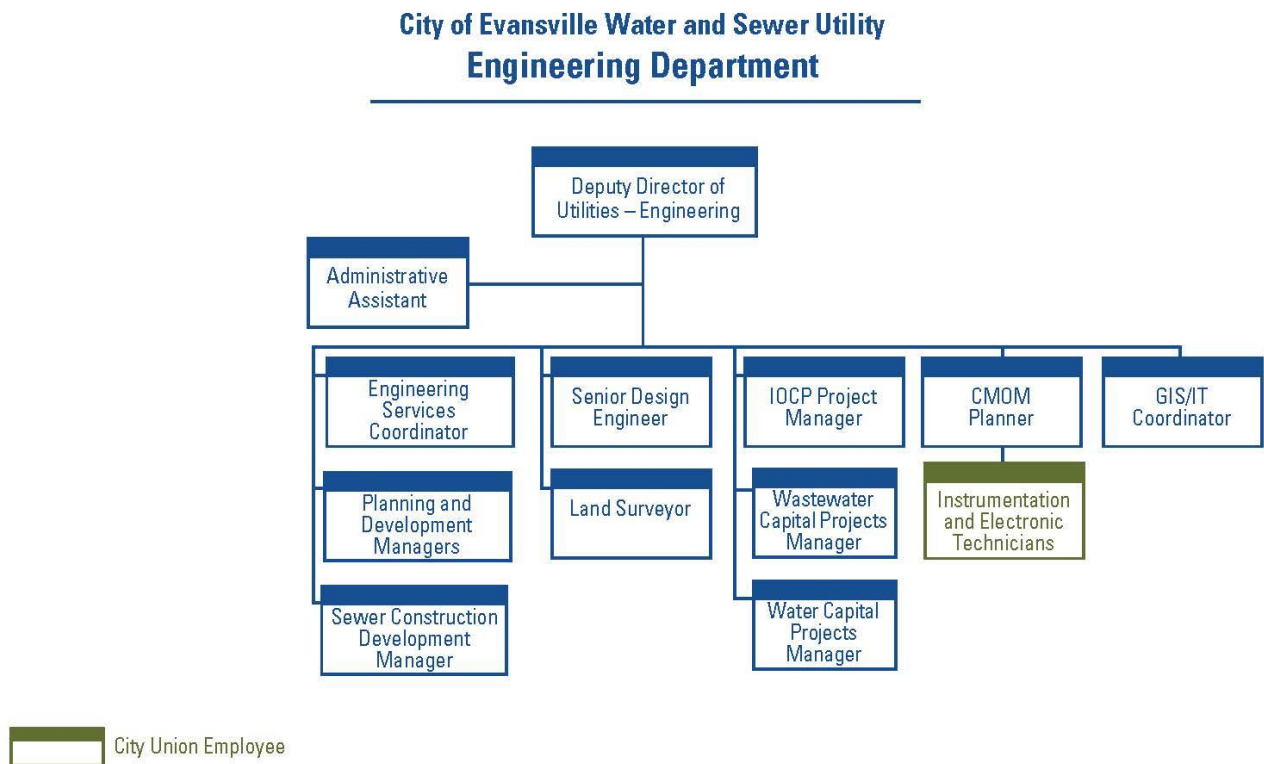 City of Evansville Water and Sewer Utility
Engineering Department
Deputy Director of
Utilities – Engineering
Administrative
Assistant
Engineering
Services
Coordinator
Senior Design
Engineer
IOCP Project
Manager
CMOM
Planner
GIS/IT
Coordinator
Planning and
Development
Managers
Land Surveyor
Wastewater
Capital Projects
Manager
Instrumentation
and Electronic
Technicians
Sewer Construction
Development
Manager
Water Capital
Projects
Manager
City Union Employee